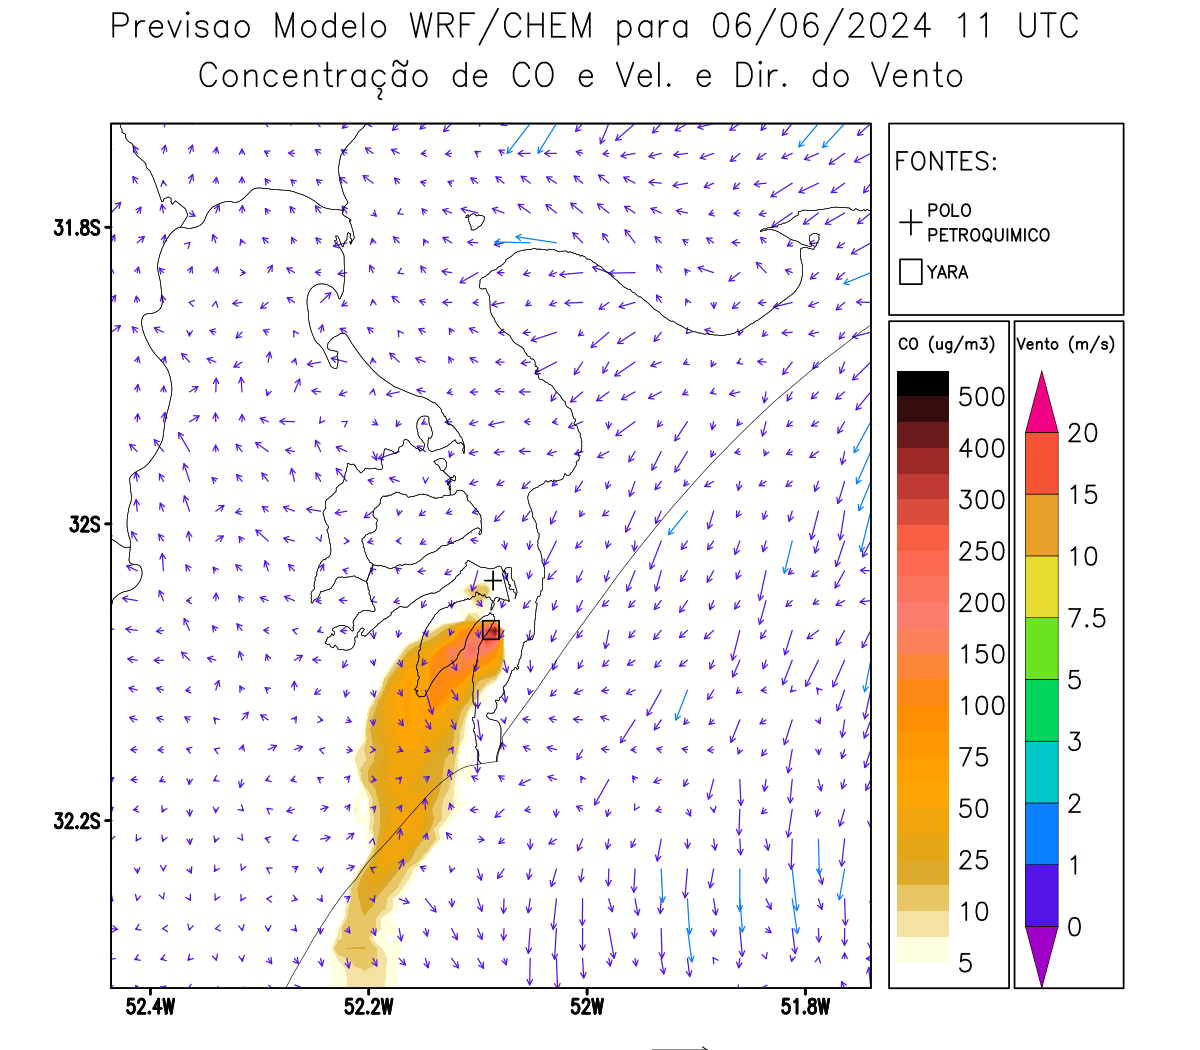 Previsao Modelo WRF/CHEM para 06/06/2024 11 UTC
Concentração de CO e Vel. e Dir. do Vento
FONTES:
POLO
PETROQUIMICO
YARA
CO (ug/m3)
500
400
300
250
200
150
100
75
50
25
10
5
Vento (m/s)
20
15
10
7.5
5
3
2
1
0
31.8S
32S
32.2S
52.4W
52.2W
52W
51.8W